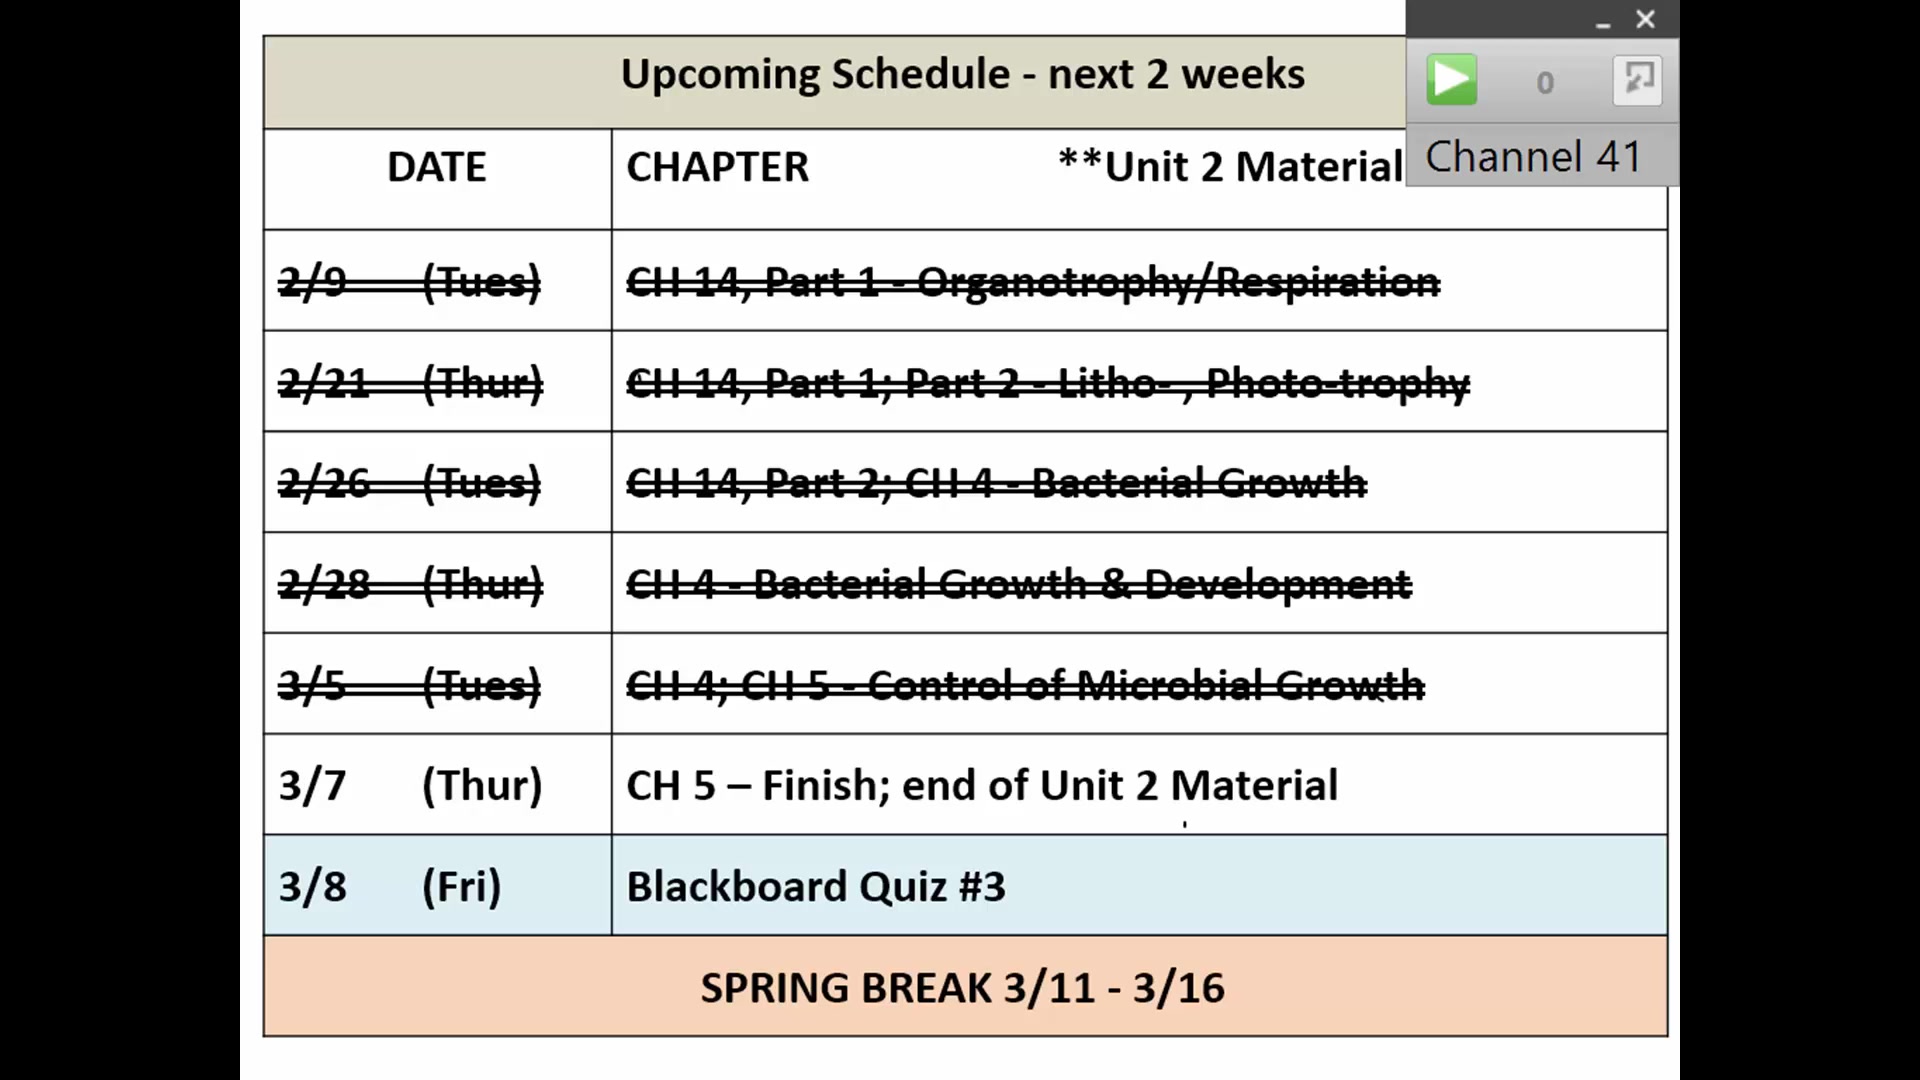 Upcoming Schedule - next 2 weeks
0
Channel 41
DATE CHAPTER **Unit 2 Material
2/9 (Tues) CH 14, Part 1 - Organotrophy/Respiration
2/21 (Thur) CH 14, Part 1; Part 2 - Litho- , Photo-trophy
2/26 (Tues) CH 14, Part 2; CH 4 - Bacterial Growth
2/28 (Thur) CH 4 - Bacterial Growth & Development
3/5 (Tues) CH 4; CH 5 - Control of Microbial Growth
3/7 (Thur) CH 5 – Finish; end of Unit 2 Material
3/8 (Fri) Blackboard Quiz #3
SPRING BREAK 3/11 - 3/16